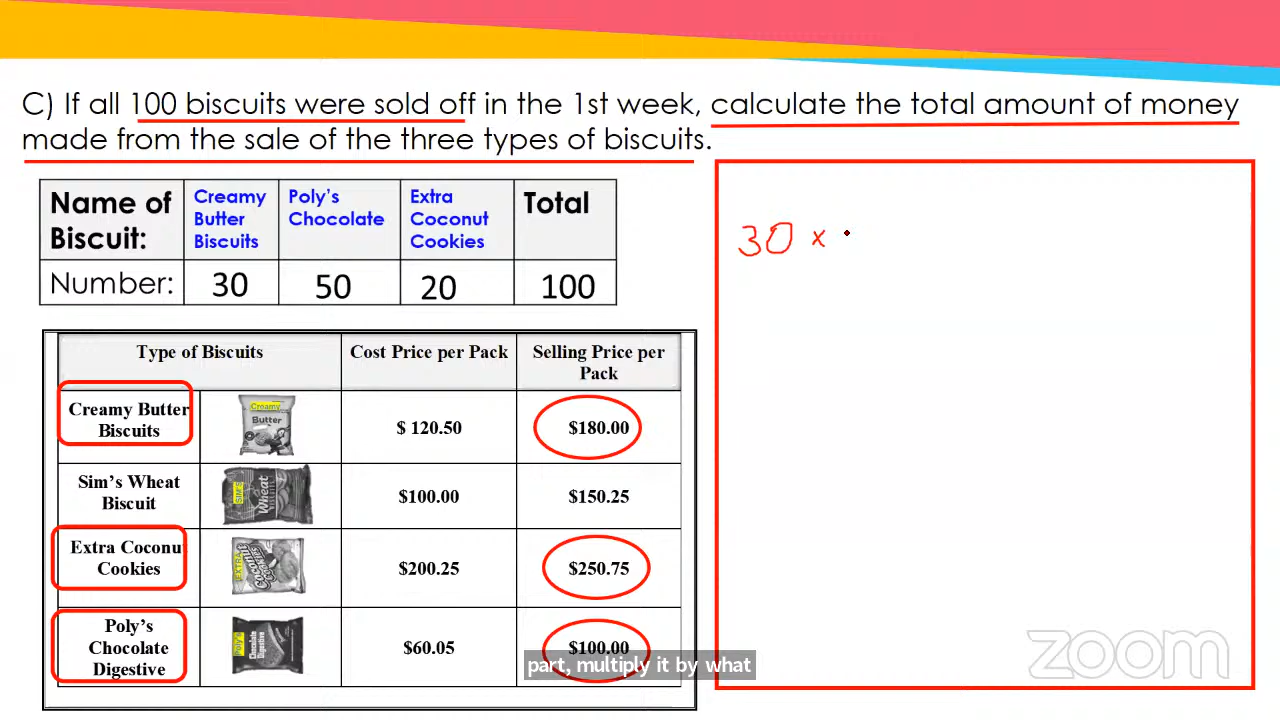 C) If all 100 biscuits were sold off in the 1st week, calculate the total amount of money
made from the sale of the three types of biscuits.
Name of Biscuit: Creamy Butter Biscuits Poly's Chocolate Extra Coconut Cookies Total
Number: 30 50 20 100
30 ×
Type of Biscuits Cost Price per Pack Selling Price per Pack
Creamy Butter Biscuits Creamy Butter $ 120.50 $180.00
Sim's Wheat Biscuit SIM'S Wheat $100.00 $150.25
Extra Coconut Cookies EXTRA COCONUT COOKIES $200.25 $250.75
Poly's Chocolate Digestive POLY'S Chocolate Digestive $60.05 $100.00
part, multiply it by what
zoom